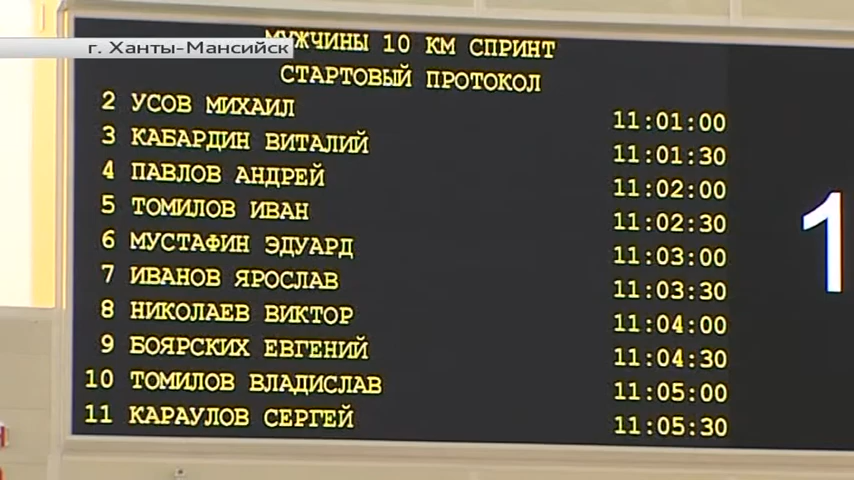 г. Ханты-Мансийск
МУЖЧИНЫ 10 КМ СПРИНТ
СТАРТОВЫЙ ПРОТОКОЛ
2 УСОВ МИХАИЛ 11:01:00
3 КАБАРДИН ВИТАЛИЙ 11:01:30
4 ПАВЛОВ АНДРЕЙ 11:02:00
5 ТОМИЛОВ ИВАН 11:02:30
6 МУСТАФИН ЭДУАРД 11:03:00
7 ИВАНОВ ЯРОСЛАВ 11:03:30
8 НИКОЛАЕВ ВИКТОР 11:04:00
9 БОЯРСКИХ ЕВГЕНИЙ 11:04:30
10 ТОМИЛОВ ВЛАДИСЛАВ 11:05:00
11 КАРАУЛОВ СЕРГЕЙ 11:05:30
1